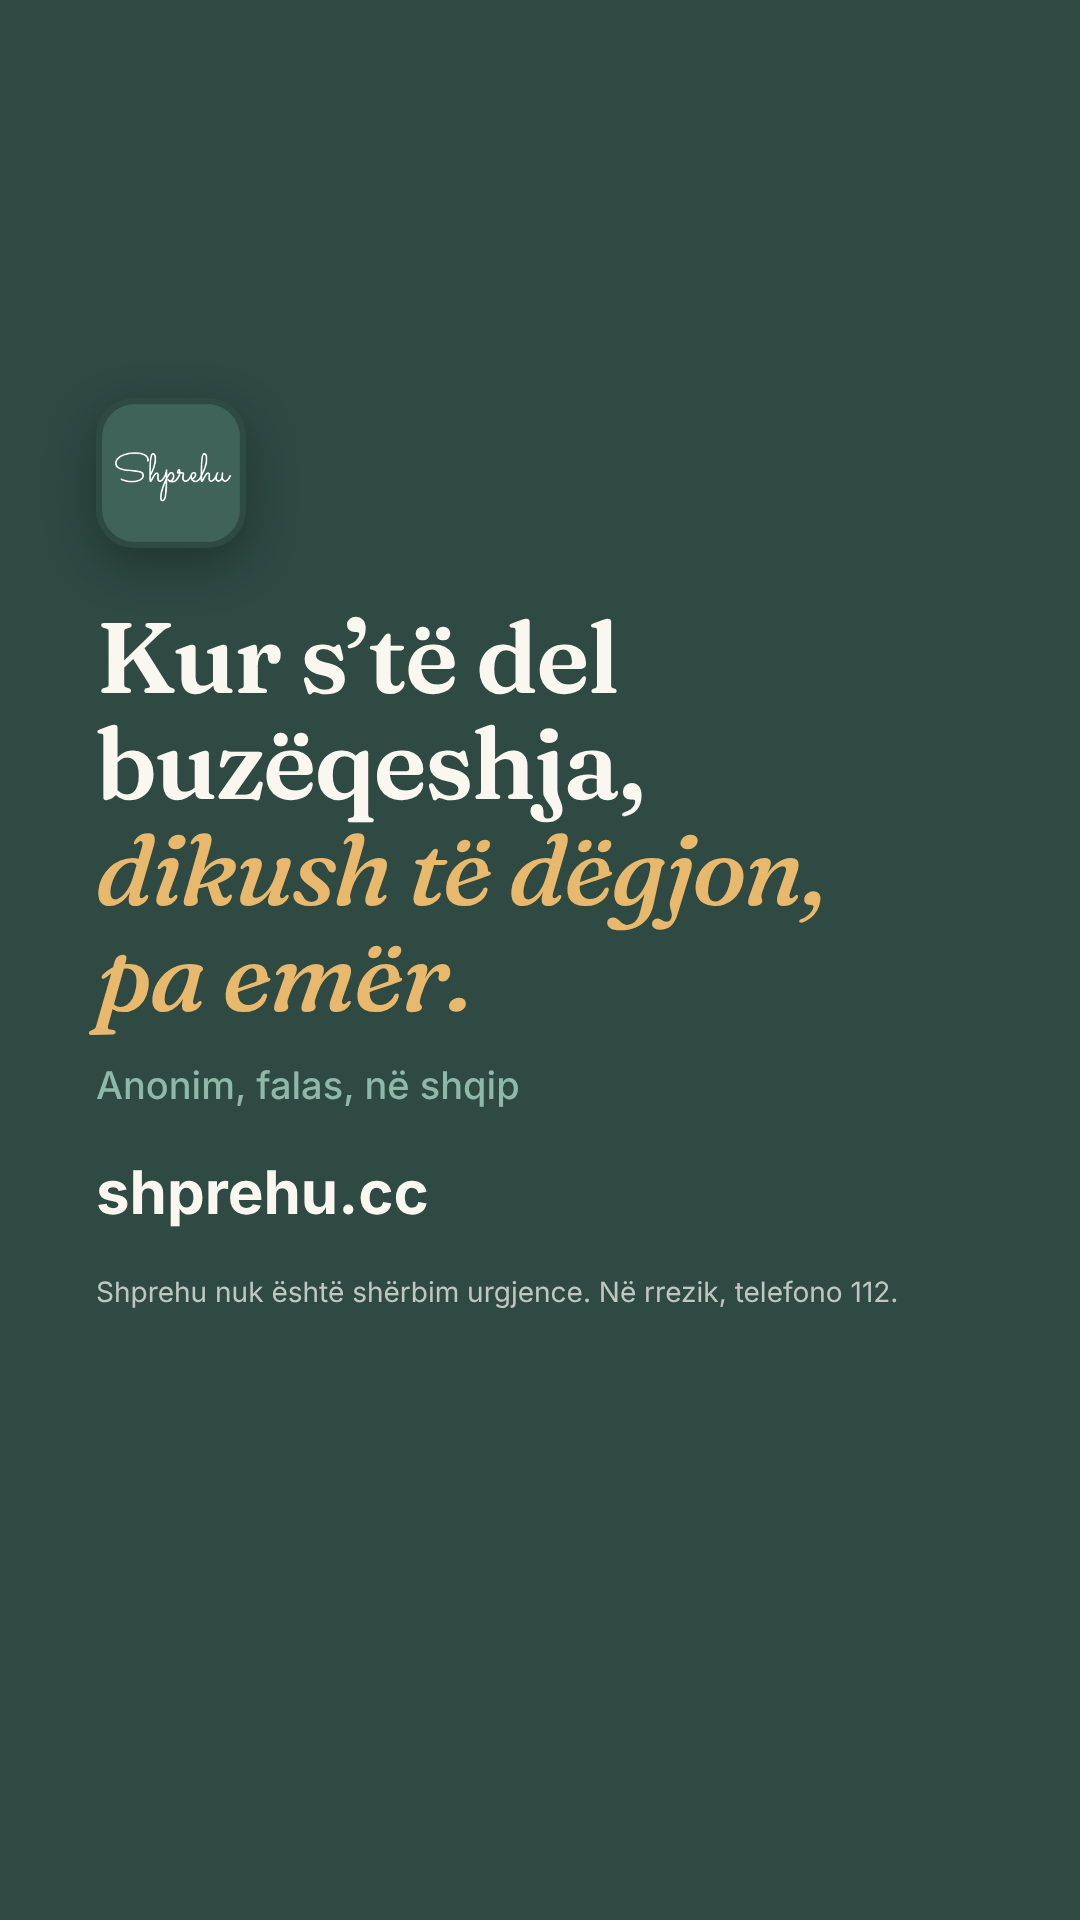 Shprehu
Kur s’të del
buzëqeshja,
dikush të dëgjon,
pa emër.
Anonim, falas, në shqip
shprehu.cc
Shprehu nuk është shërbim urgjence. Në rrezik, telefono 112.